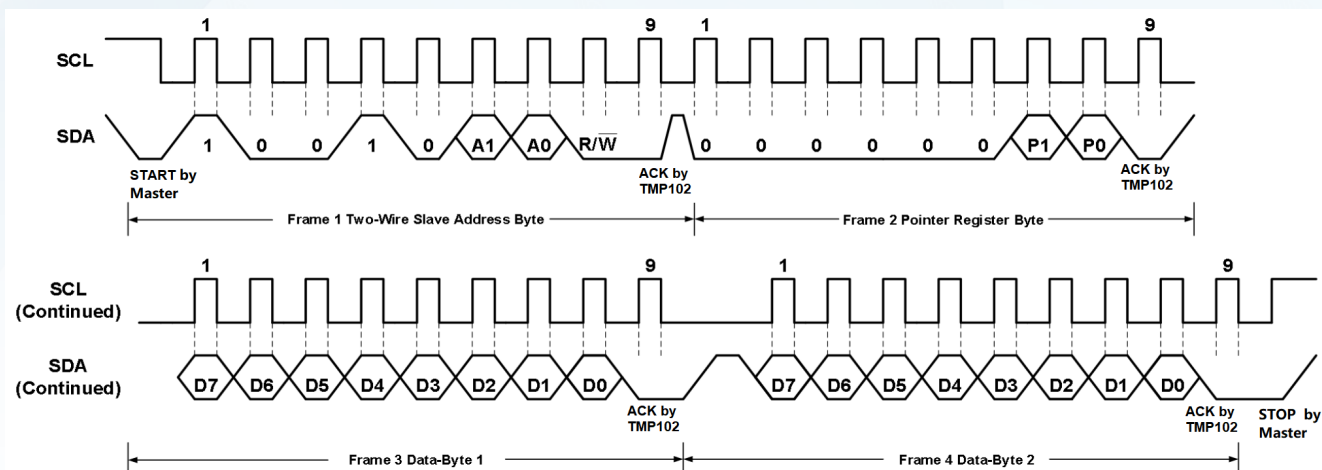 1 9 1 9
SCL
SDA
1 0 0 1 0 A1 A0 R/W̅ 0 0 0 0 0 0 P1 P0
START by
Master
ACK by
TMP102
ACK by
TMP102
Frame 1 Two-Wire Slave Address Byte
Frame 2 Pointer Register Byte
1 9 1 9
SCL
(Continued)
SDA
(Continued)
D7 D6 D5 D4 D3 D2 D1 D0 D7 D6 D5 D4 D3 D2 D1 D0
ACK by
TMP102
ACK by
TMP102
STOP by
Master
Frame 3 Data-Byte 1
Frame 4 Data-Byte 2